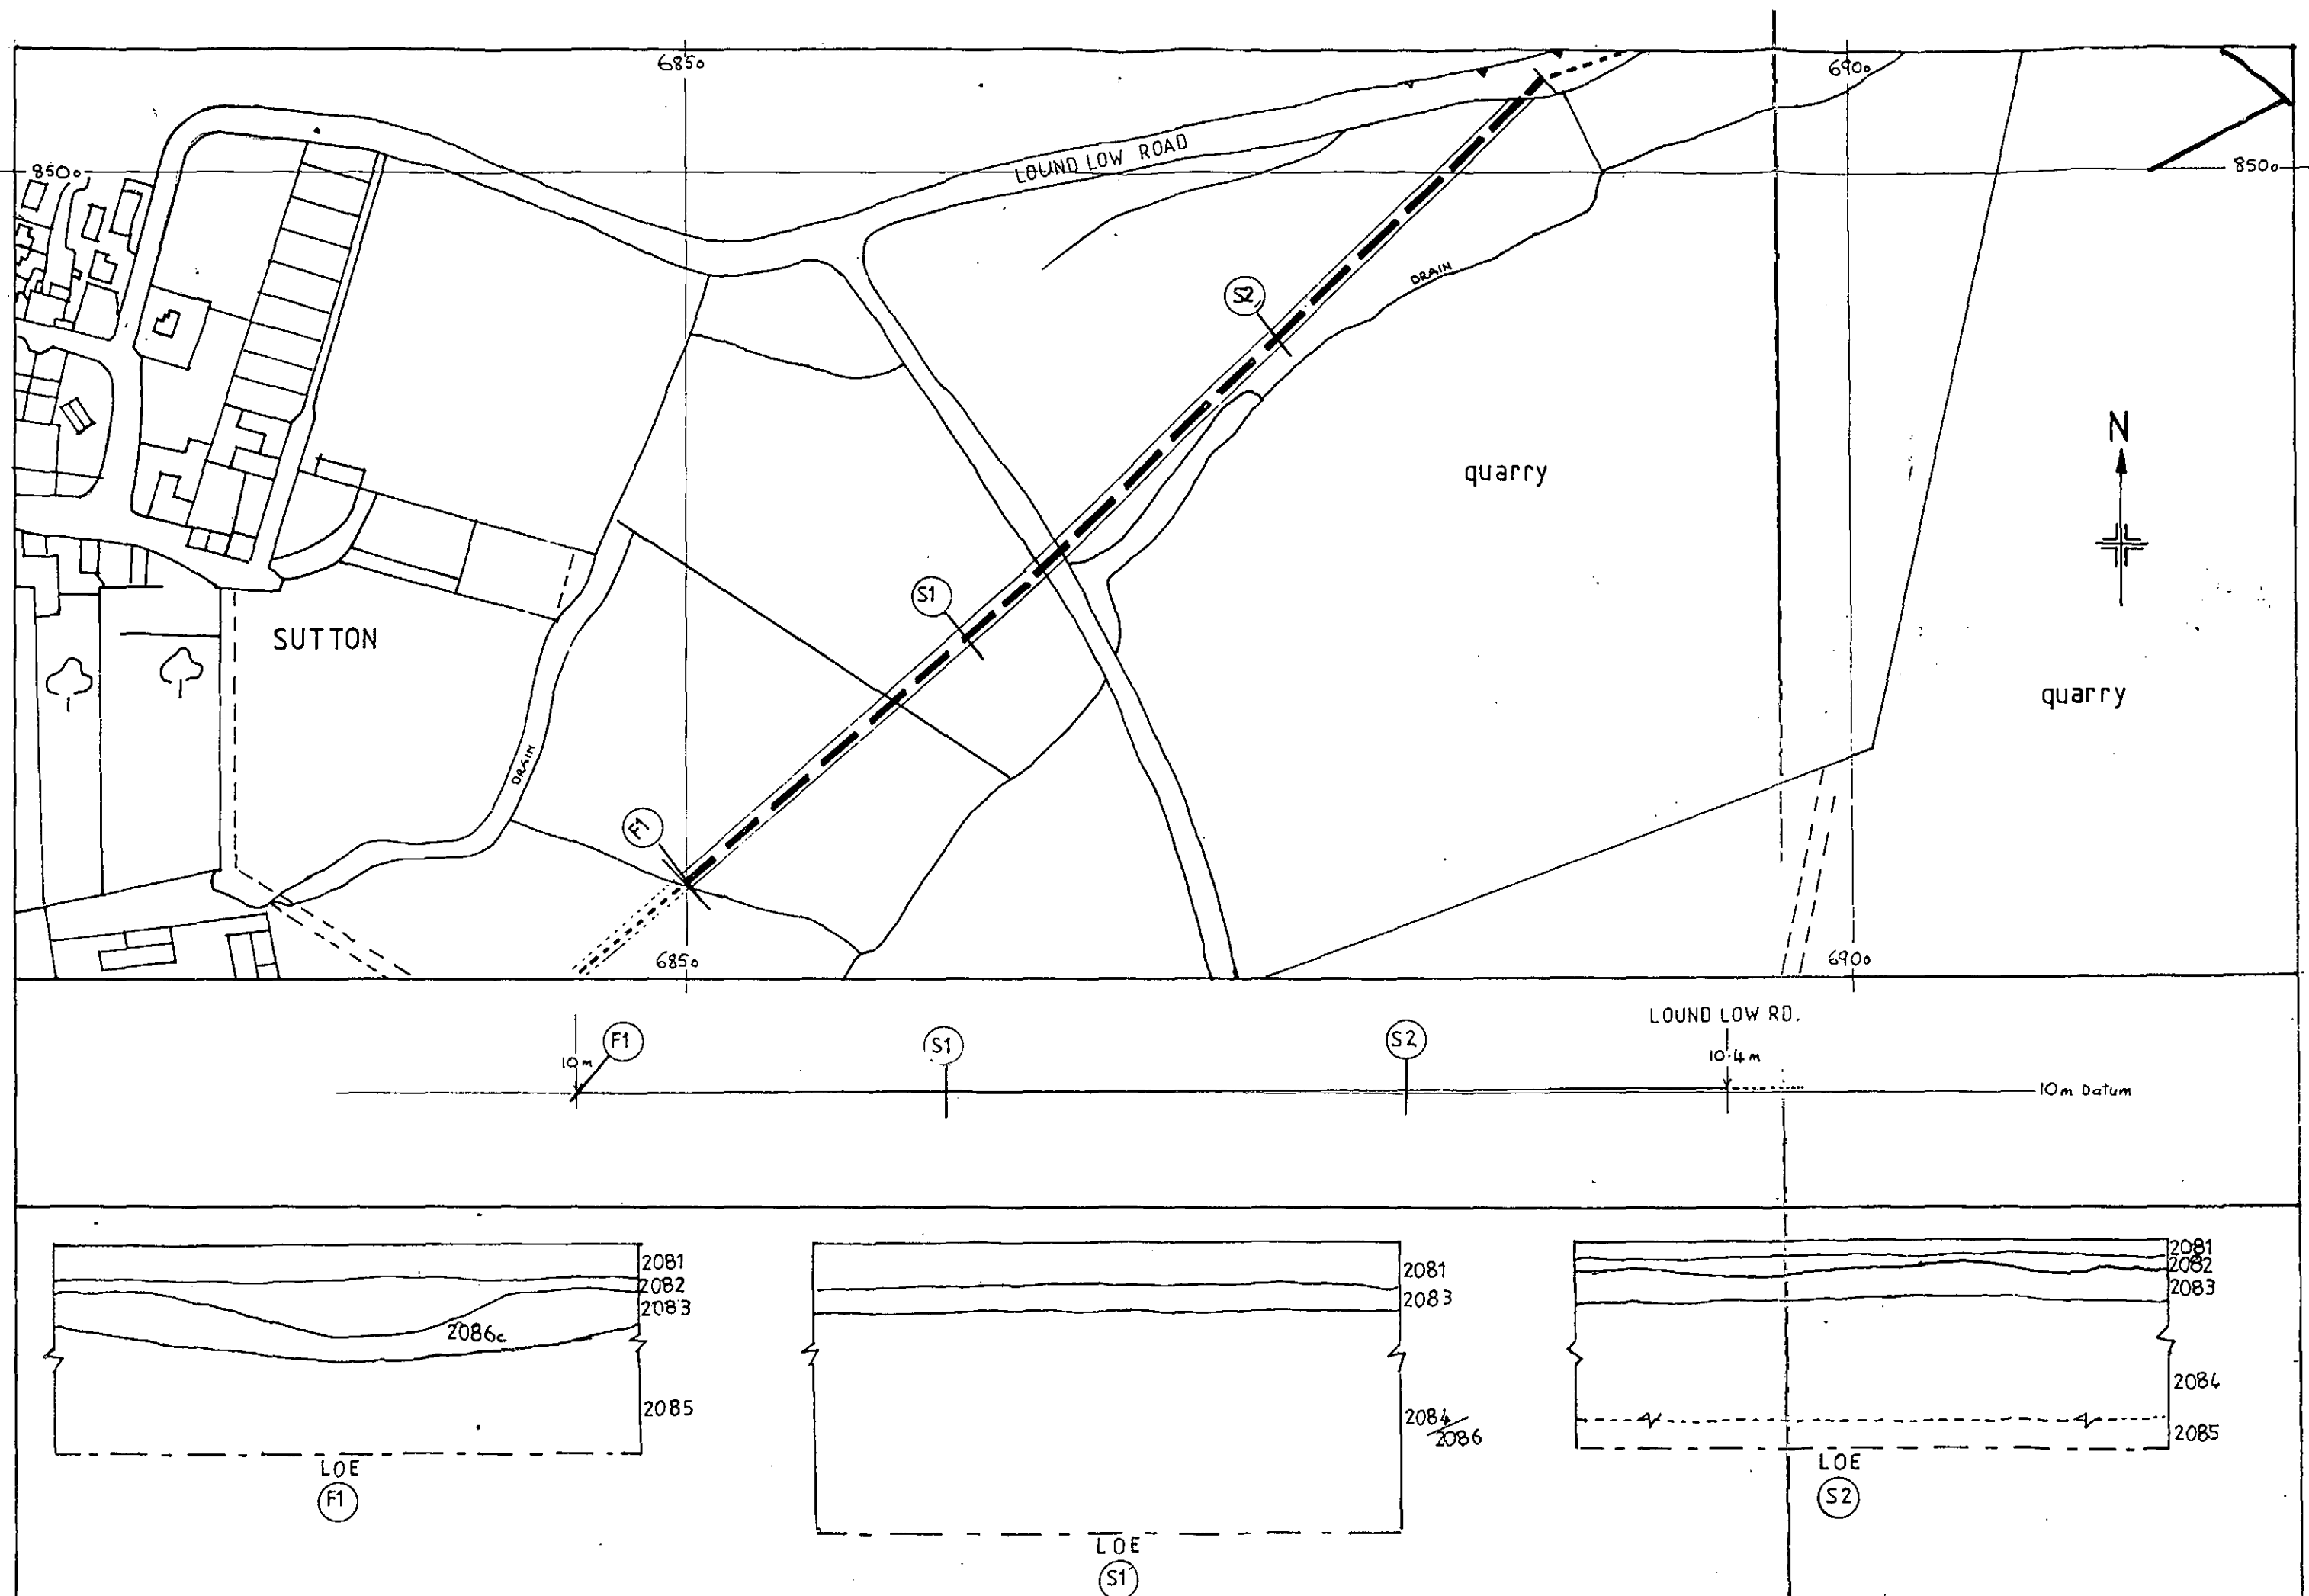 6850
6900
8500
8500
LOUND LOW ROAD
DRAIN
S2
N
quarry
S1
SUTTON
quarry
DRAIN
F1
6850
6900
LOUND LOW RD.
F1
S1
S2
10m
10.4m
10m Datum
2081
2082
2083
2086c
2085
LOE
F1
2081
2083
2084/2086
LOE
S1
2081
2082
2083
2084
2085
LOE
S2